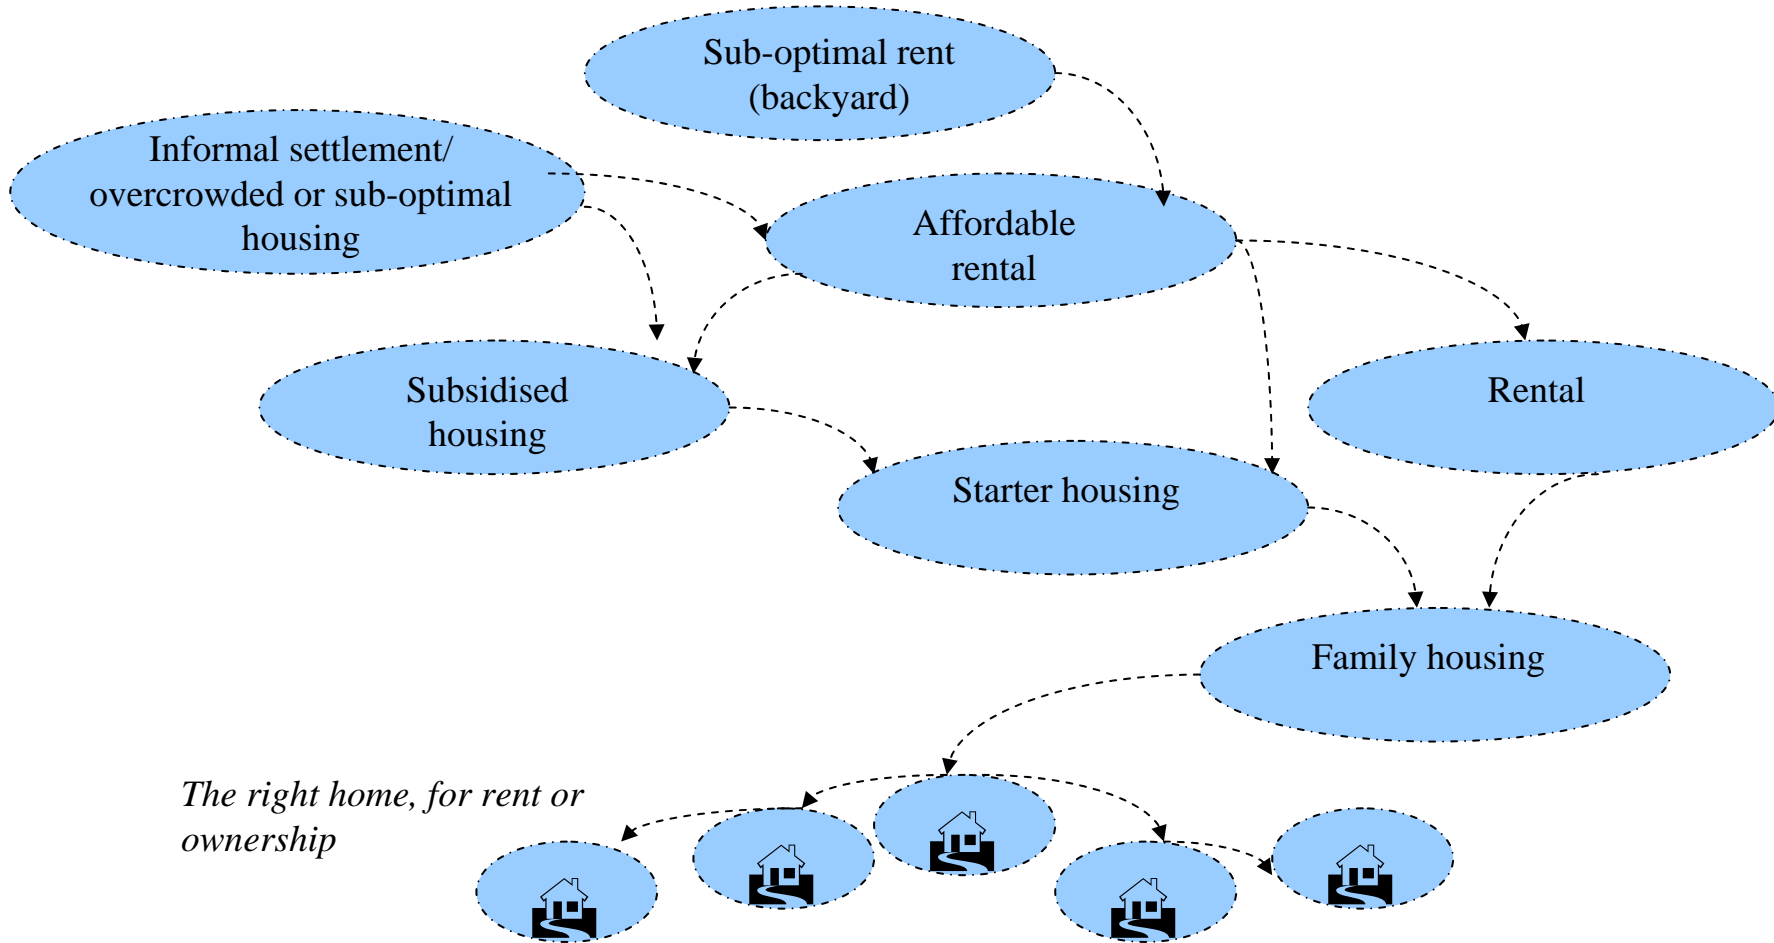 Sub-optimal rent
(backyard)
Informal settlement/
overcrowded or sub-optimal
housing
Affordable
rental
Subsidised
housing
Rental
Starter housing
Family housing
The right home, for rent or
ownership